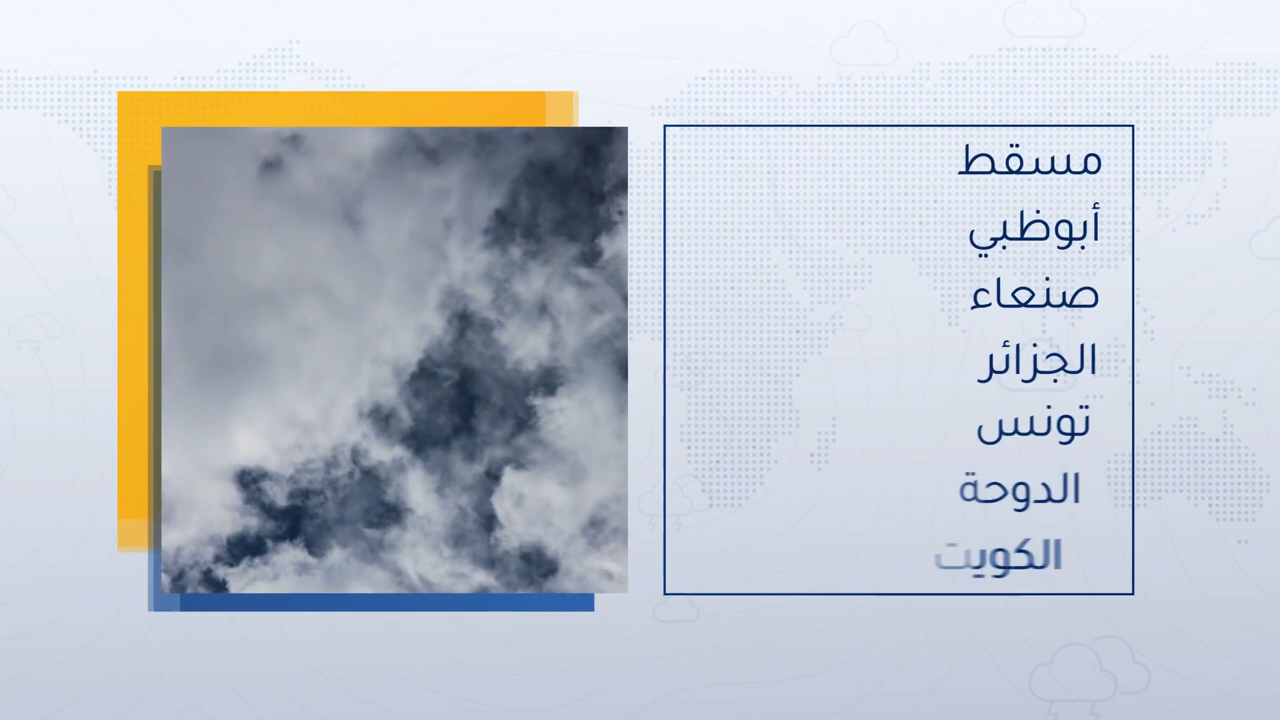 مسقط
أبوظبي
صنعاء
الجزائر
تونس
الدوحة
الكويت